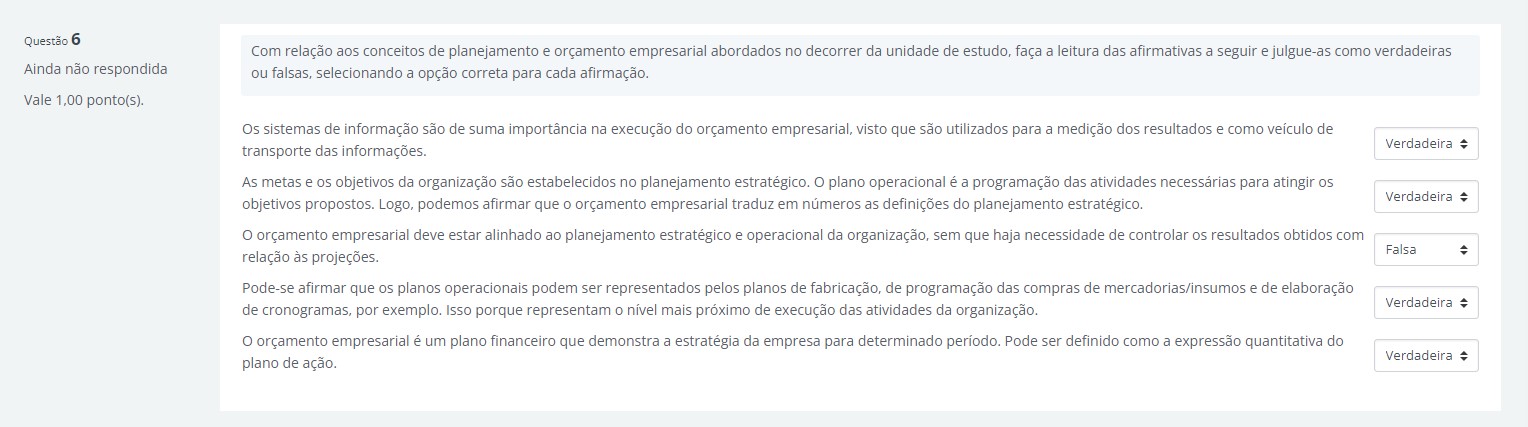 Questão 6
Ainda não respondida
Vale 1,00 ponto(s).
Com relação aos conceitos de planejamento e orçamento empresarial abordados no decorrer da unidade de estudo, faça a leitura das afirmativas a seguir e julgue-as como verdadeiras
ou falsas, selecionando a opção correta para cada afirmação.
Os sistemas de informação são de suma importância na execução do orçamento empresarial, visto que são utilizados para a medição dos resultados e como veículo de
transporte das informações.
Verdadeira
As metas e os objetivos da organização são estabelecidos no planejamento estratégico. O plano operacional é a programação das atividades necessárias para atingir os
objetivos propostos. Logo, podemos afirmar que o orçamento empresarial traduz em números as definições do planejamento estratégico.
Verdadeira
O orçamento empresarial deve estar alinhado ao planejamento estratégico e operacional da organização, sem que haja necessidade de controlar os resultados obtidos com
relação às projeções.
Falsa
Pode-se afirmar que os planos operacionais podem ser representados pelos planos de fabricação, de programação das compras de mercadorias/insumos e de elaboração
de cronogramas, por exemplo. Isso porque representam o nível mais próximo de execução das atividades da organização.
Verdadeira
O orçamento empresarial é um plano financeiro que demonstra a estratégia da empresa para determinado período. Pode ser definido como a expressão quantitativa do
plano de ação.
Verdadeira